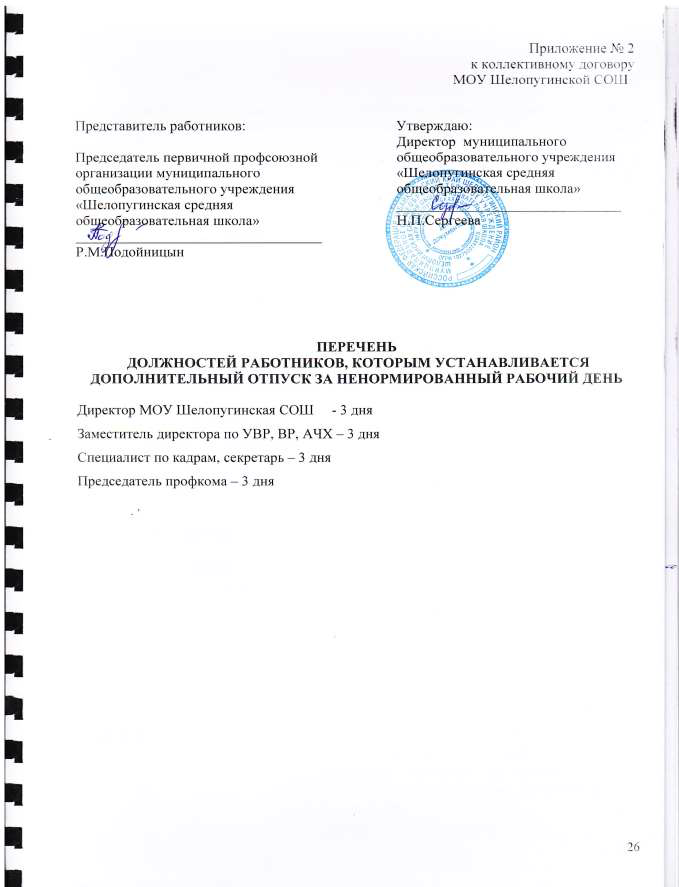 Приложение № 2
к коллективному договору
МОУ Шелопугинской СОШ
Представитель работников:
Председатель первичной профсоюзной
организации муниципального
общеобразовательного учреждения
«Шелопугинская средняя
общеобразовательная школа»
Р.М.Подойницын
Утверждаю:
Директор муниципального
общеобразовательного учреждения
«Шелопугинская средняя
общеобразовательная школа»
Н.П.Сергеева
ПЕРЕЧЕНЬ
ДОЛЖНОСТЕЙ РАБОТНИКОВ, КОТОРЫМ УСТАНАВЛИВАЕТСЯ
ДОПОЛНИТЕЛЬНЫЙ ОТПУСК ЗА НЕНОРМИРОВАННЫЙ РАБОЧИЙ ДЕНЬ
Директор МОУ Шелопугинская СОШ - 3 дня
Заместитель директора по УВР, ВР, АЧХ – 3 дня
Специалист по кадрам, секретарь – 3 дня
Председатель профкома – 3 дня
26